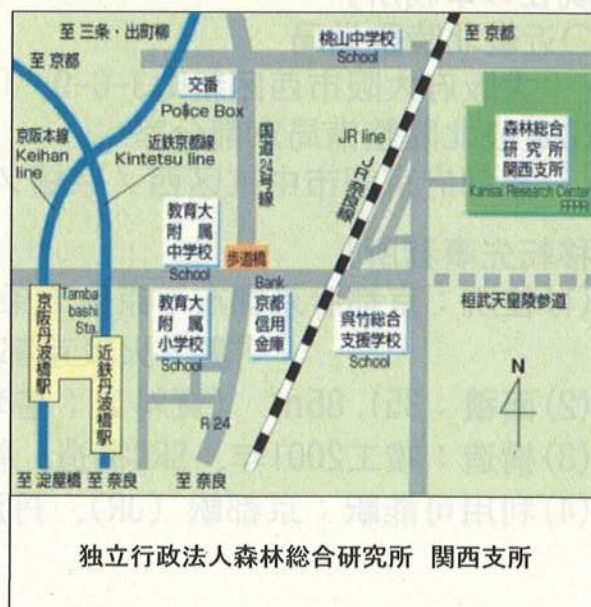 至 三条・出町柳
至 京都
桃山中学校
School
至 京都
交番
Police Box
京阪本線
Keihan
line
近鉄京都線
Kintetsu line
国道24号線
JR line
JR奈良線
森林総合
研究所
関西支所
Kansai Research Center
FFPRI
教育大
附属
中学校
School
歩道橋
Tamba
bashi
Sta.
教育大
附属
小学校
School
Bank
京都
信用
金庫
呉竹総合
支援学校
School
桓武天皇陵参道
京阪丹波橋駅
近鉄丹波橋駅
N
R 24
至 淀屋橋
至 奈良
至 奈良
独立行政法人森林総合研究所 関西支所